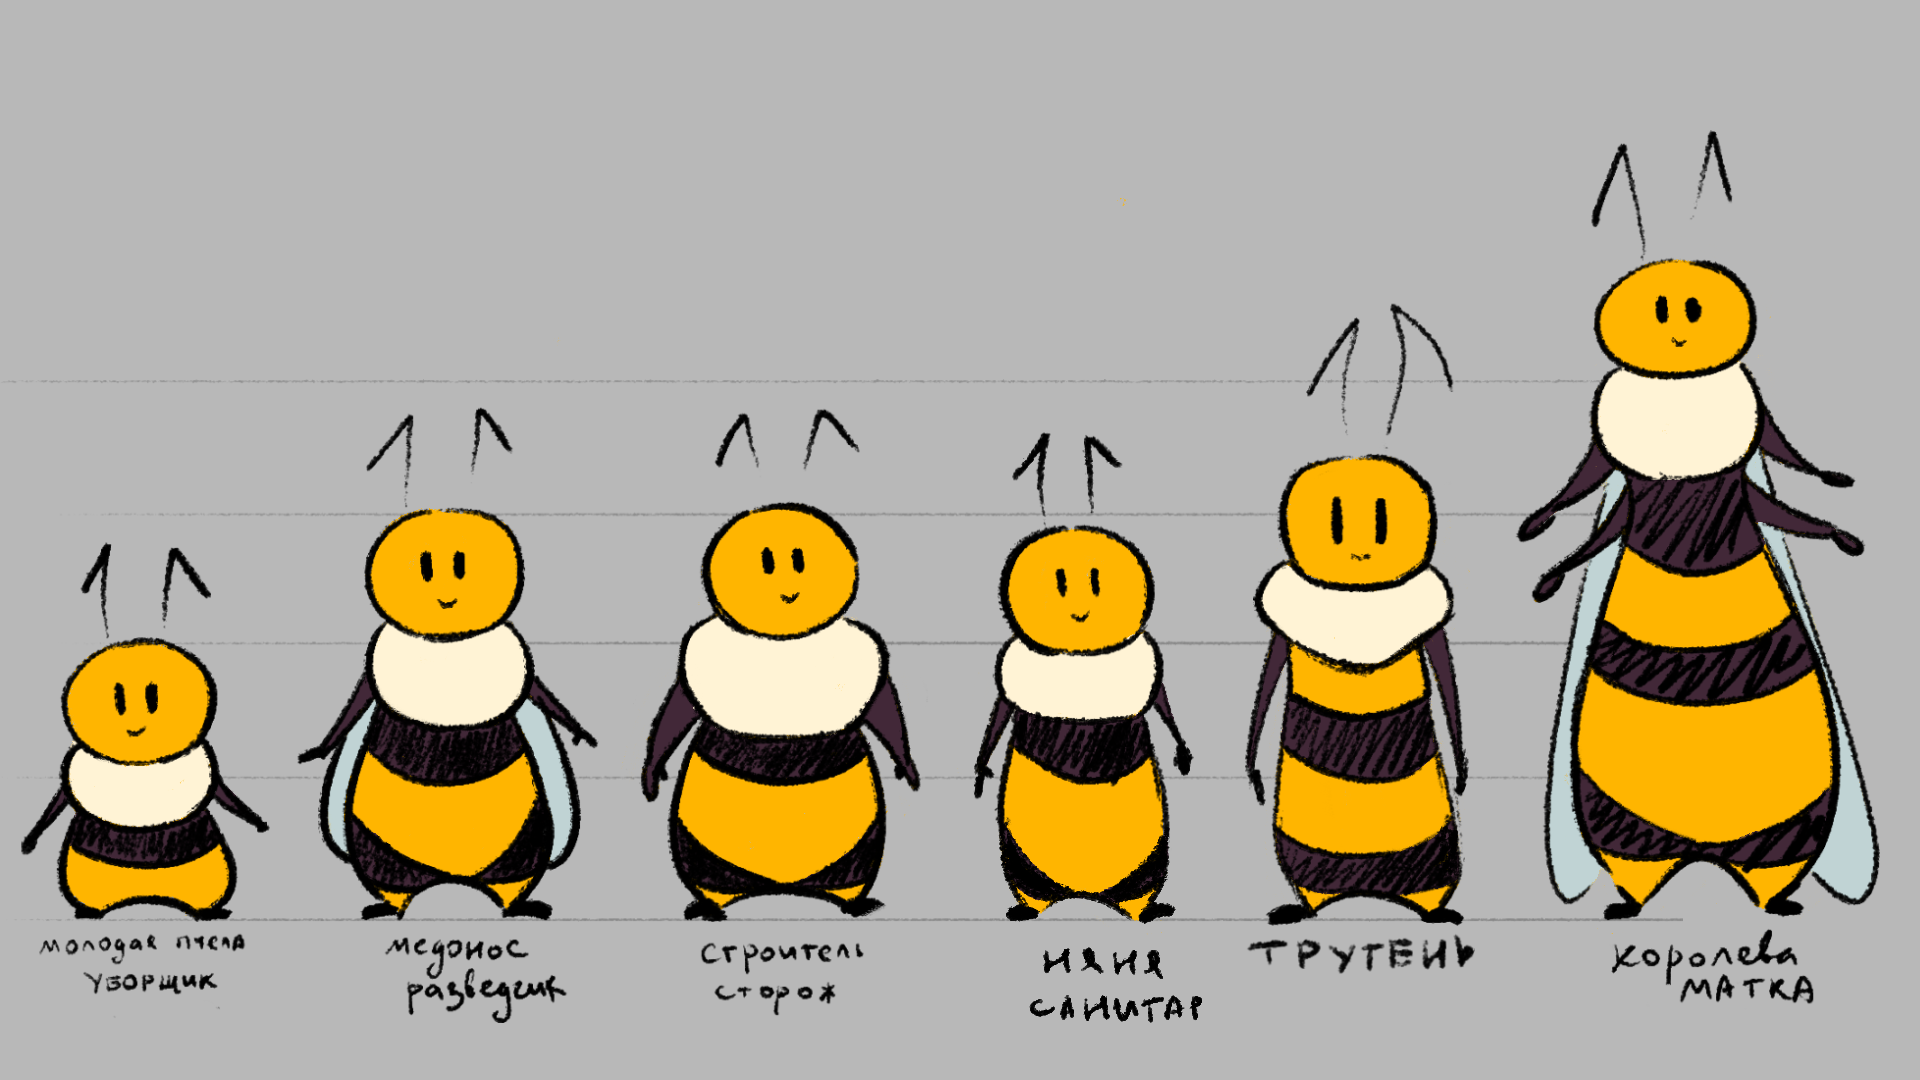 молодая пчела
УБОРЩИК
медонос
разведчик
строитель
сторож
няня
САНИТАР
ТРУТЕНЬ
королева
МАТКА